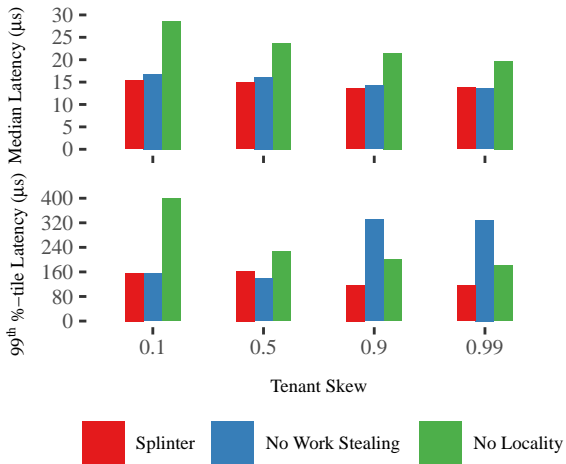 Median Latency (µs)
30
25
20
15
10
5
0
99th %−tile Latency (µs)
400
320
240
160
80
0
0.1 0.5 0.9 0.99
Tenant Skew
Splinter No Work Stealing No Locality